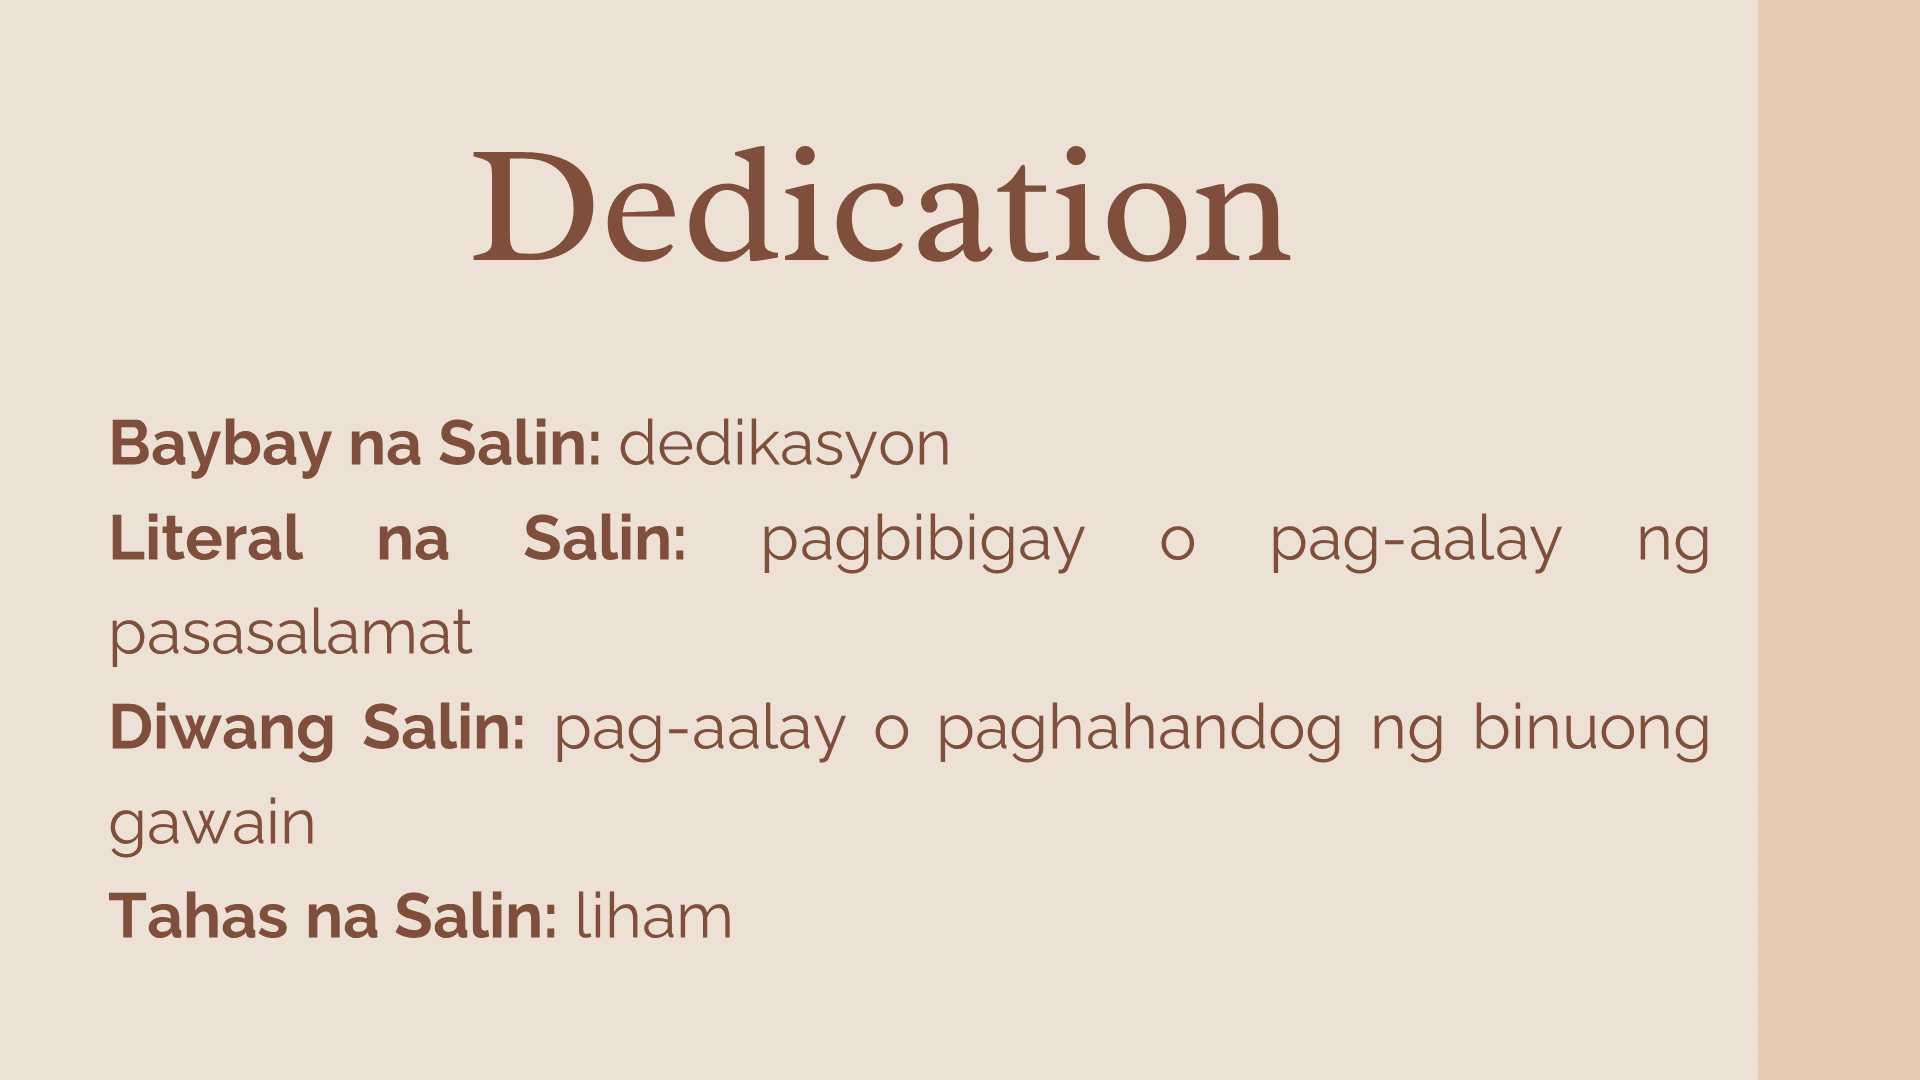 Dedication
Baybay na Salin: dedikasyon
Literal na Salin: pagbibigay o pag-aalay ng
pasasalamat
Diwang Salin: pag-aalay o paghahandog ng binuong
gawain
Tahas na Salin: liham